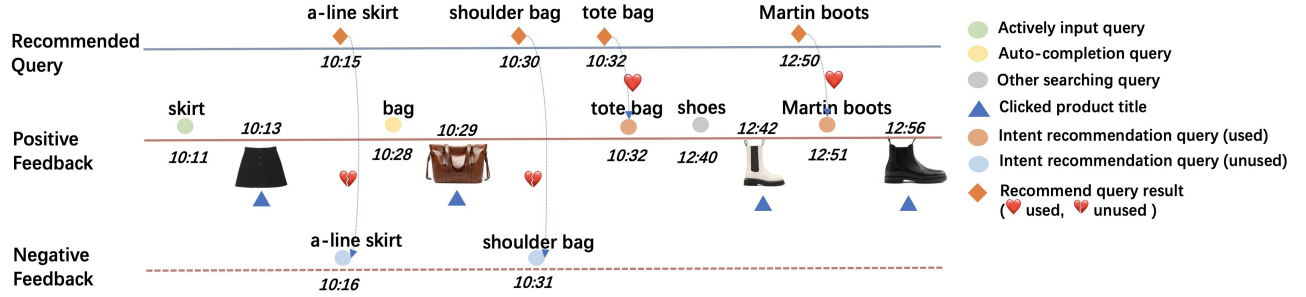 a-line skirt
shoulder bag
tote bag
Martin boots
Recommended
Query
10:15
10:30
10:32
12:50
skirt
bag
tote bag
shoes
Martin boots
10:13
10:29
12:42
12:56
Positive
Feedback
10:11
10:28
10:32
12:40
12:51
a-line skirt
shoulder bag
Negative
Feedback
10:16
10:31
Actively input query
Auto-completion query
Other searching query
Clicked product title
Intent recommendation query (used)
Intent recommendation query (unused)
Recommend query result
( used, unused )